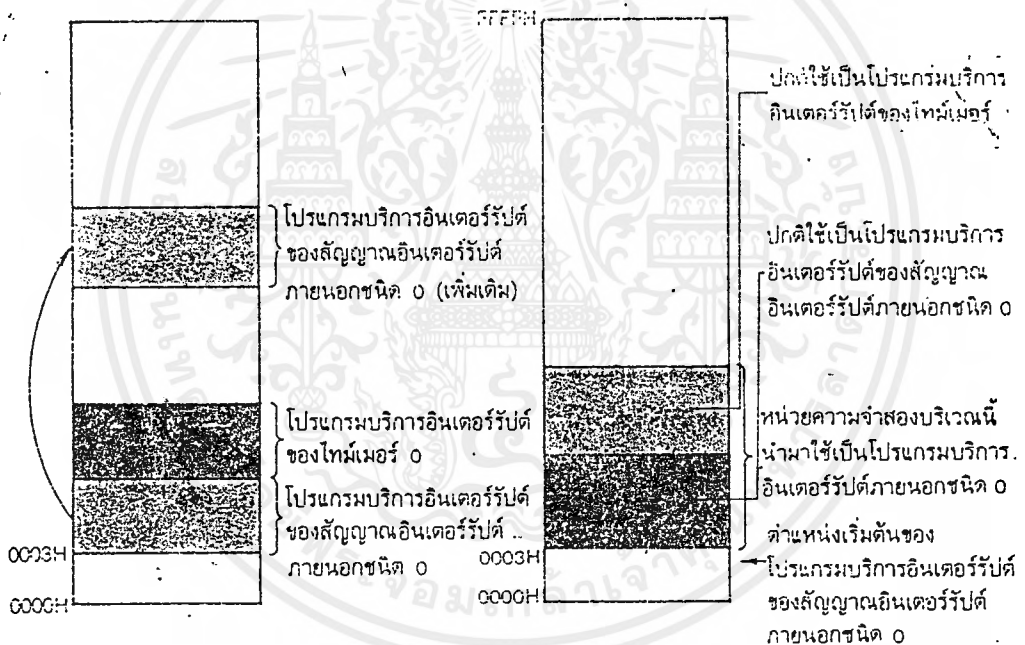 FFFFH
โปรแกรมบริการอินเตอร์รัปต์
ของสัญญาณอินเตอร์รัปต์
ภายนอกชนิด 0 (เพิ่มเติม)
โปรแกรมบริการอินเตอร์รัปต์
ของไทม์เมอร์ 0
โปรแกรมบริการอินเตอร์รัปต์
ของสัญญาณอินเตอร์รัปต์
ภายนอกชนิด 0
0003H
0000H
ปกติใช้เป็นโปรแกรมบริการ
อินเตอร์รัปต์ของไทม์เมอร์
ปกติใช้เป็นโปรแกรมบริการ
อินเตอร์รัปต์ของสัญญาณ
อินเตอร์รัปต์ภายนอกชนิด 0
หน่วยความจำสองบริเวณนี้
นำมาใช้เป็นโปรแกรมบริการ
อินเตอร์รัปต์ภายนอกชนิด 0
ตำแหน่งเริ่มต้นของ
โปรแกรมบริการอินเตอร์รัปต์
ของสัญญาณอินเตอร์รัปต์
ภายนอกชนิด 0
0003H
0000H